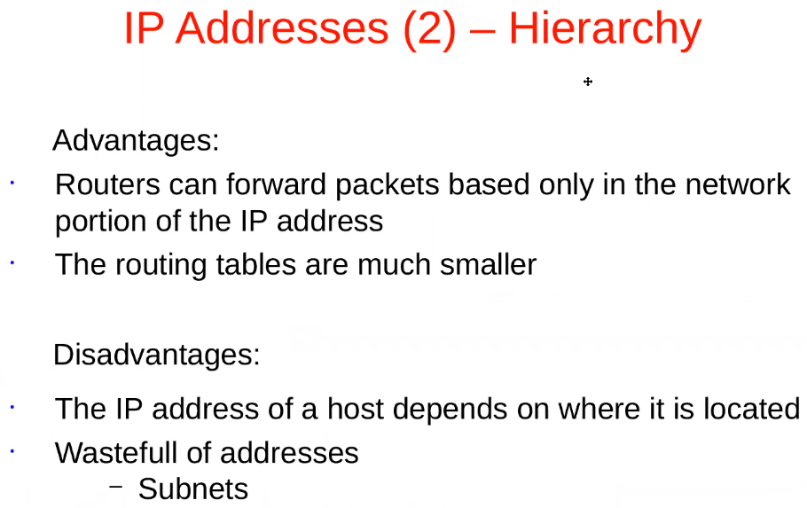 IP Addresses (2) – Hierarchy
Advantages:
· Routers can forward packets based only in the network
portion of the IP address
· The routing tables are much smaller
Disadvantages:
· The IP address of a host depends on where it is located
· Wastefull of addresses
– Subnets